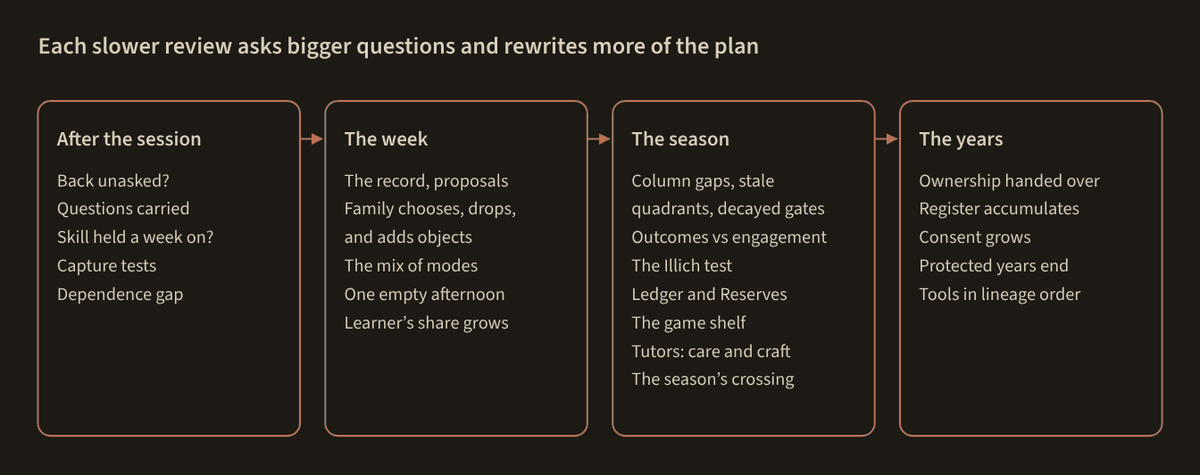 Each slower review asks bigger questions and rewrites more of the plan
After the session
Back unasked?
Questions carried
Skill held a week on?
Capture tests
Dependence gap
The week
The record, proposals
Family chooses, drops,
and adds objects
The mix of modes
One empty afternoon
Learner’s share grows
The season
Column gaps, stale
quadrants, decayed gates
Outcomes vs engagement
The Illich test
Ledger and Reserves
The game shelf
Tutors: care and craft
The season’s crossing
The years
Ownership handed over
Register accumulates
Consent grows
Protected years end
Tools in lineage order